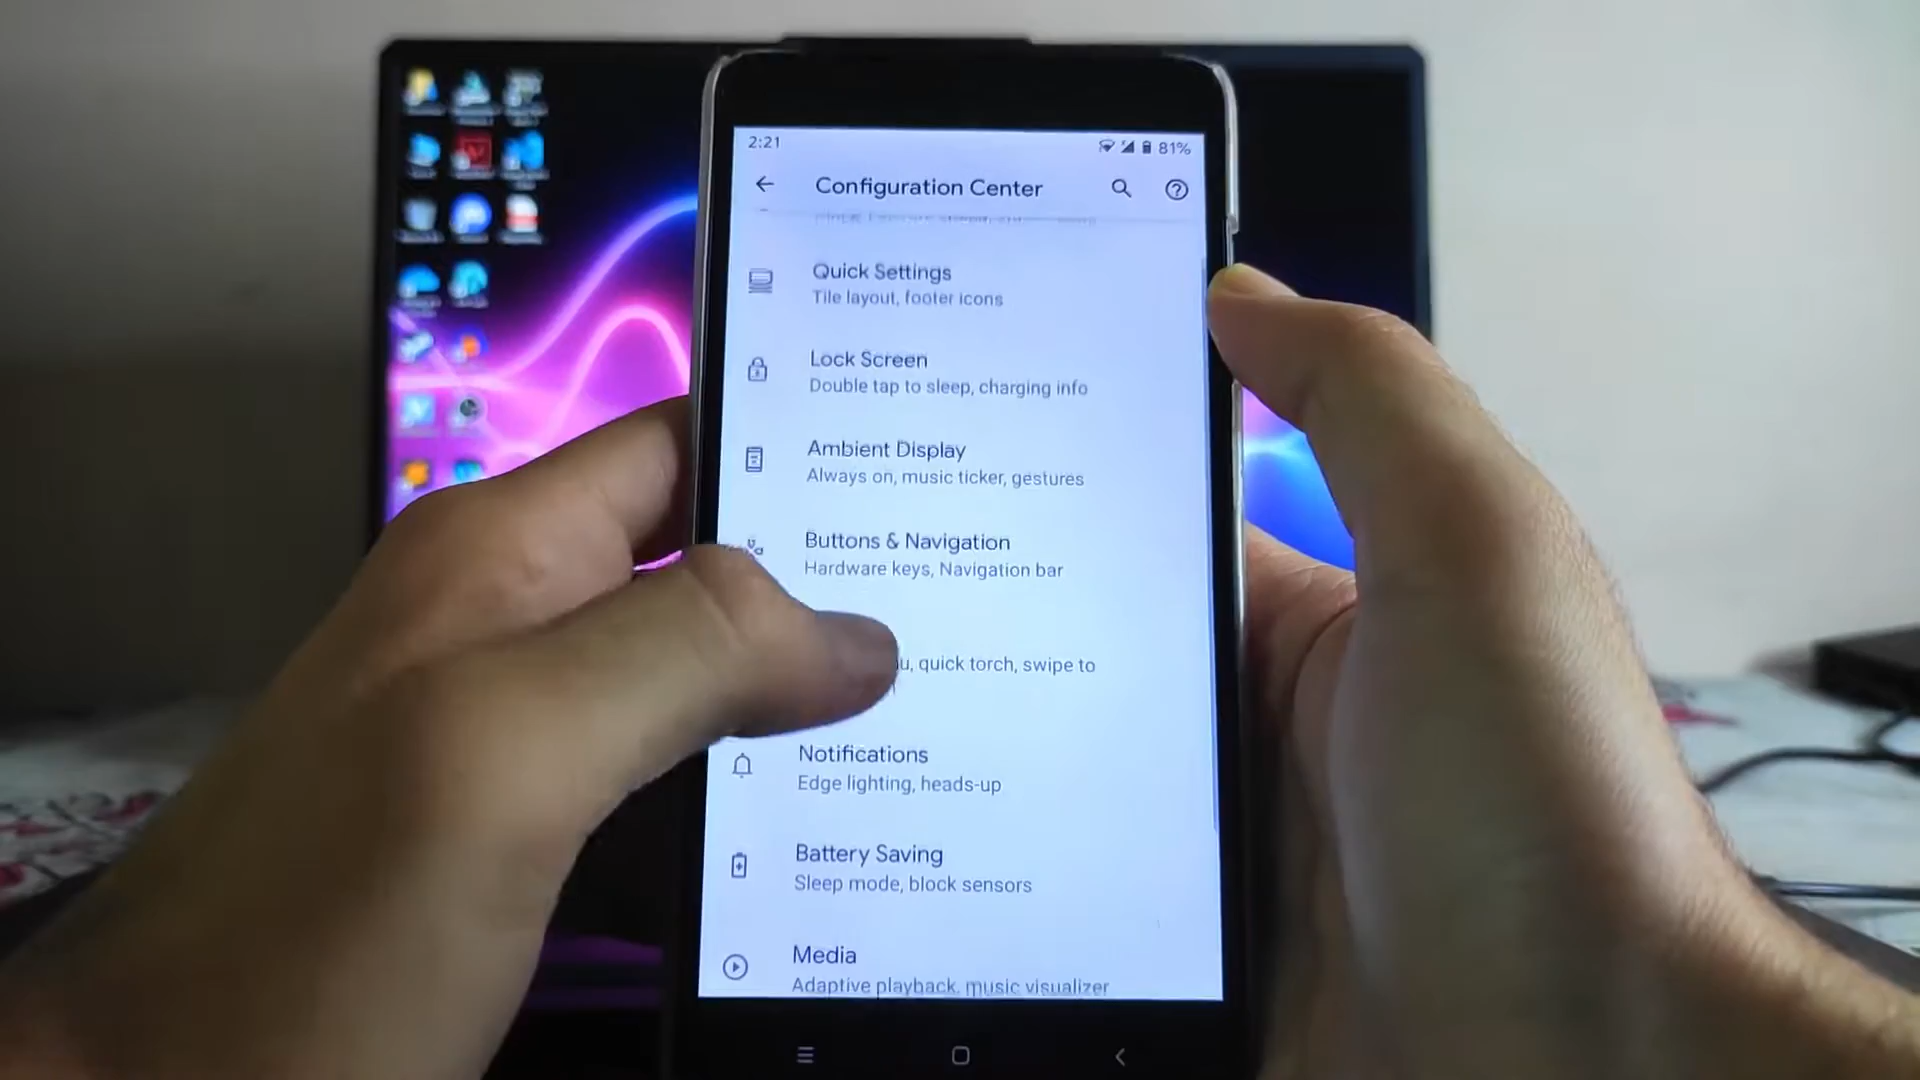 2:21
81%
Configuration Center
Quick Settings
Tile layout, footer icons
Lock Screen
Double tap to sleep, charging info
Ambient Display
Always on, music ticker, gestures
Buttons & Navigation
Hardware keys, Navigation bar
quick torch, swipe to
Notifications
Edge lighting, heads-up
Battery Saving
Sleep mode, block sensors
Media
Adaptive playback, music visualizer